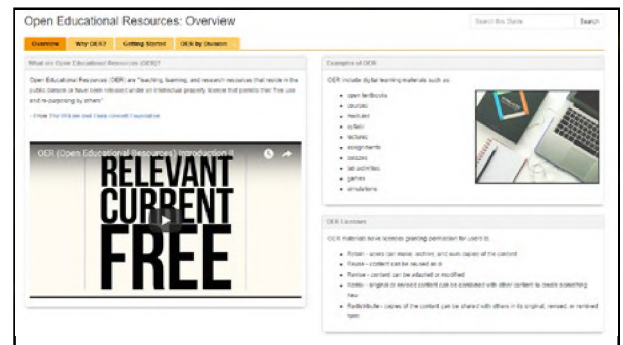 Open Educational Resources: Overview
Search this Guide
Search
Overview
Why OER?
Getting Started
OER by Division
What are Open Educational Resources (OER)?
Open Educational Resources (OER) are "teaching, learning, and research resources that reside in the
public domain or have been released under an intellectual property license that permits their free use
and re-purposing by others"
- From The William and Flora Hewlett Foundation
OER (Open Educational Resources) Introduction II
RELEVANT
CURRENT
FREE
Examples of OER
OER include digital learning materials such as:
open textbooks
courses
modules
syllabi
lectures
assignments
quizzes
lab activities
games
simulations
OER Licenses
OER materials have licenses granting permission for users to:
Retain - users can make, archive, and own copies of the content
Reuse - content can be reused as is
Revise - content can be adapted or modified
Remix - original or revised content can be combined with other content to create something
new
Redistribute - copies of the content can be shared with others in its original, revised, or remixed
form